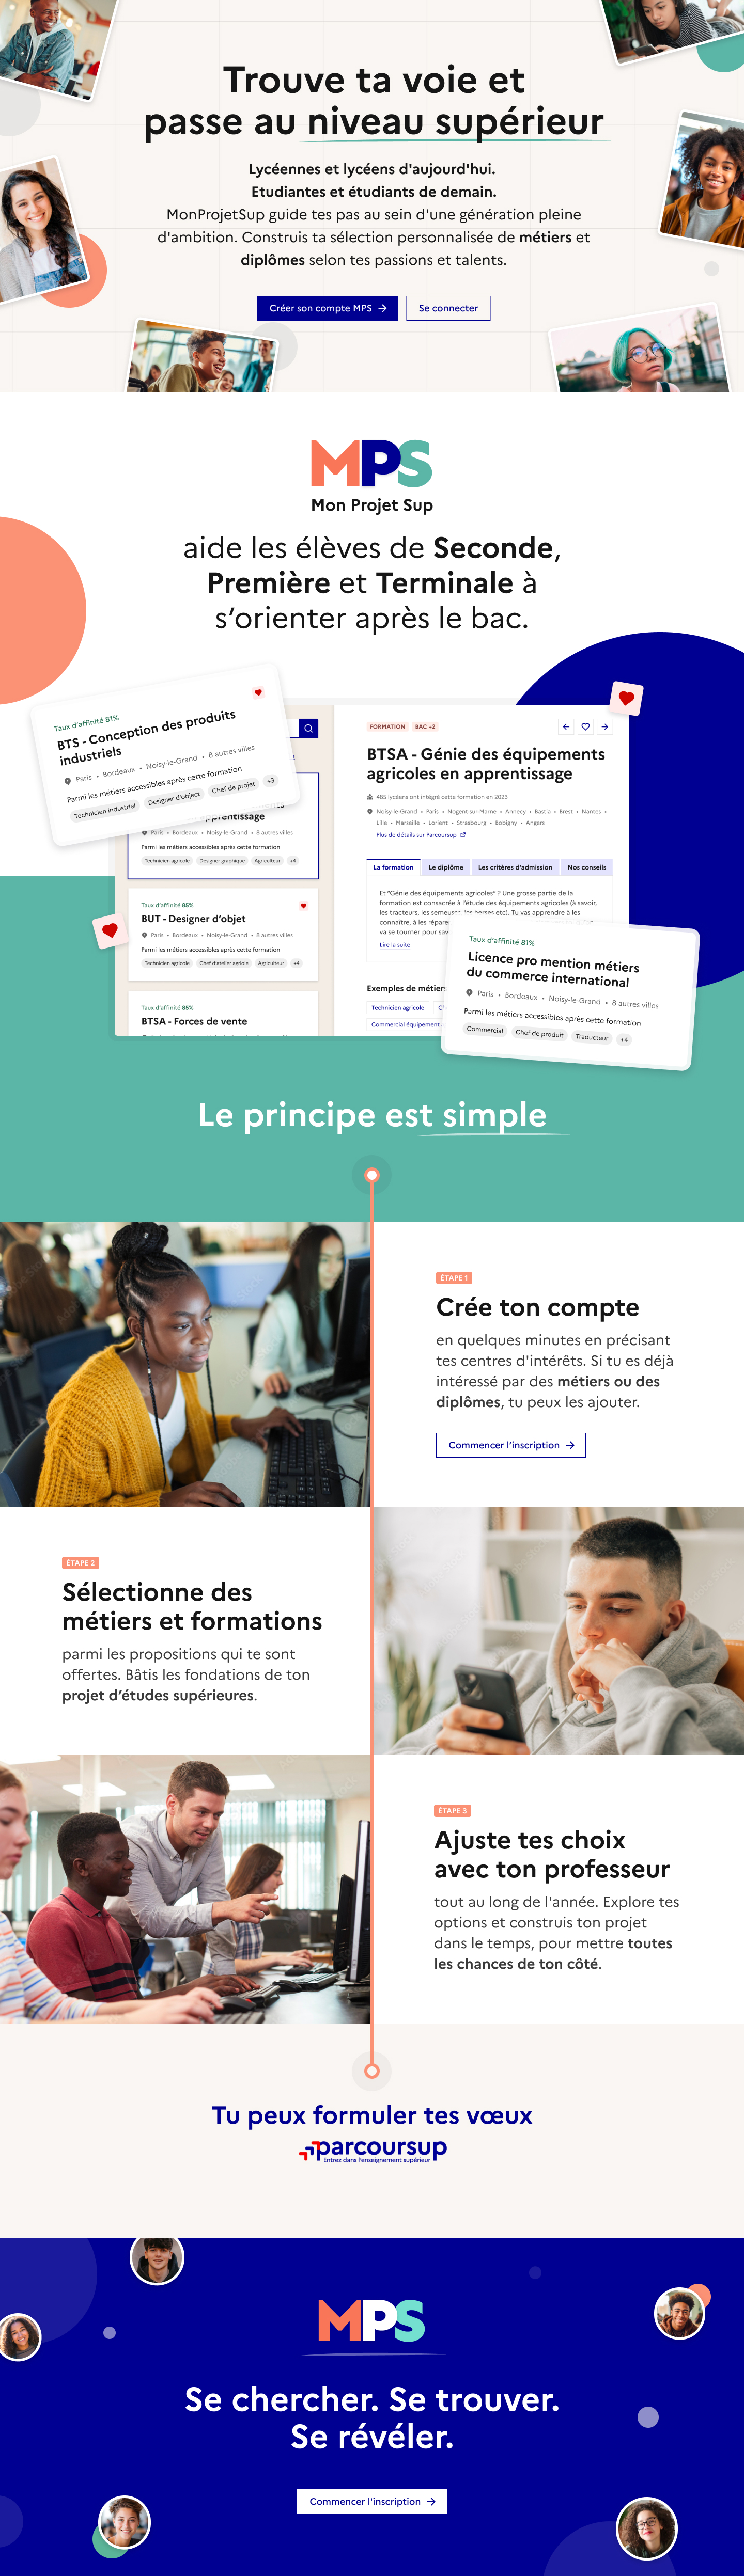 Trouve ta voie et
passe au niveau supérieur
Lycéennes et lycéens d'aujourd'hui.
Etudiantes et étudiants de demain.
MonProjetSup guide tes pas au sein d'une génération pleine
d'ambition. Construis ta sélection personnalisée de métiers et
diplômes selon tes passions et talents.
Créer son compte MPS
Se connecter
MPS
Mon Projet Sup
aide les élèves de Seconde,
Première et Terminale à
s’orienter après le bac.
Taux d'affinité 81%
BTS - Conception des produits
industriels
Paris • Bordeaux • Noisy-le-Grand • 8 autres villes
Parmi les métiers accessibles après cette formation
Technicien industriel
Designer d'object
Chef de projet
+3
apprentissage
Paris • Bordeaux • Noisy-le-Grand • 8 autres villes
Parmi les métiers accessibles après cette formation
Technicien agricole
Designer graphique
Agriculteur
+4
Taux d'affinité 85%
BUT - Designer d’objet
Paris • Bordeaux • Noisy-le-Grand • 8 autres villes
Parmi les métiers accessibles après cette formation
Technicien agricole
Chef d'atelier agriole
Agriculteur
+4
Taux d'affinité 85%
BTSA - Forces de vente
FORMATION
BAC +2
BTSA - Génie des équipements
agricoles en apprentissage
485 lycéens ont intégré cette formation en 2023
Noisy-le-Grand • Paris • Nogent-sur-Marne • Annecy • Bastia • Brest • Nantes •
Lille • Marseille • Lorient • Strasbourg • Bobigny • Angers
Plus de détails sur Parcoursup
La formation
Le diplôme
Les critères d’admission
Nos conseils
Et “Génie des équipements agricoles” ? Une grosse partie de la
formation est consacrée à l'étude des équipements agricoles (à savoir,
les tracteurs, les semeuses, les herses etc). Tu vas apprendre à les
connaître, à les répare
va se tourner pour sav
Lire la suite
Exemples de métier
Technicien agricole
Commercial équipement
Taux d'affinité 81%
Licence pro mention métiers
du commerce international
Paris • Bordeaux • Noisy-le-Grand • 8 autres villes
Parmi les métiers accessibles après cette formation
Commercial
Chef de produit
Traducteur
+4
Le principe est simple
ÉTAPE 1
Crée ton compte
en quelques minutes en précisant
tes centres d'intérêts. Si tu es déjà
intéressé par des métiers ou des
diplômes, tu peux les ajouter.
Commencer l’inscription
ÉTAPE 2
Sélectionne des
métiers et formations
parmi les propositions qui te sont
offertes. Bâtis les fondations de ton
projet d’études supérieures.
ÉTAPE 3
Ajuste tes choix
avec ton professeur
tout au long de l'année. Explore tes
options et construis ton projet
dans le temps, pour mettre toutes
les chances de ton côté.
Tu peux formuler tes vœux
parcoursup
Entrez dans l'enseignement supérieur
MPS
Se chercher. Se trouver.
Se révéler.
Commencer l'inscription